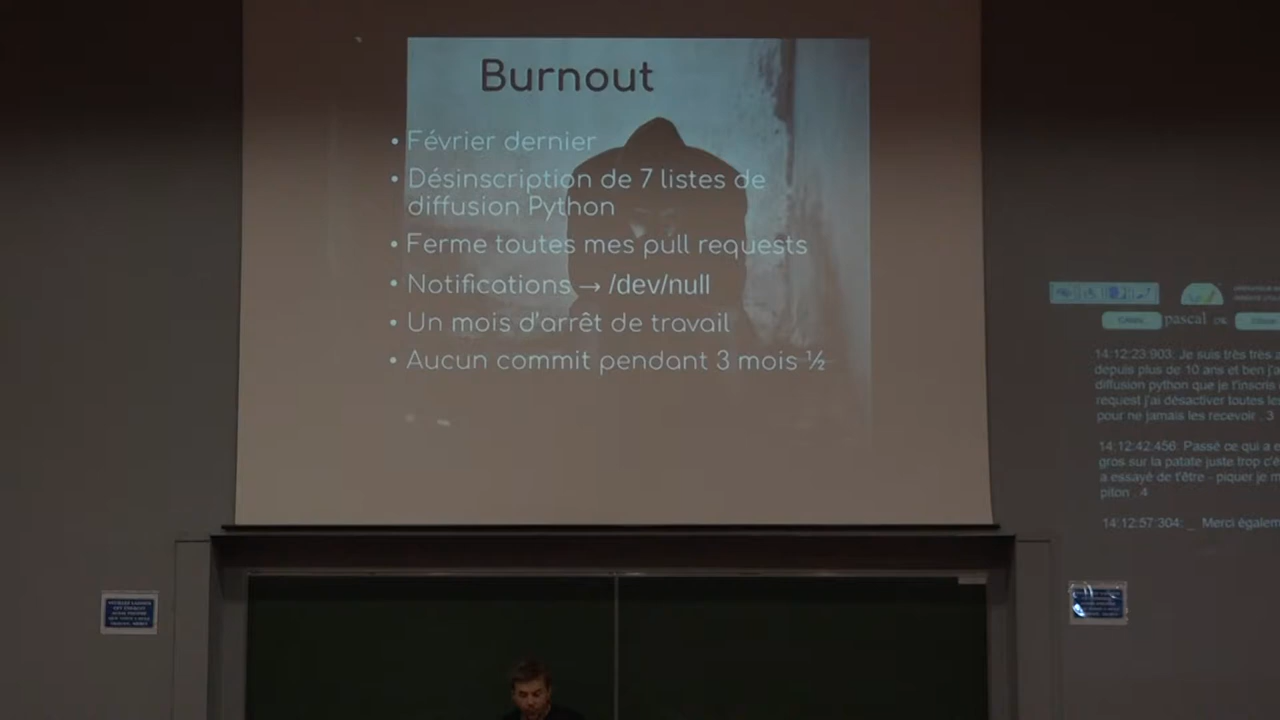 Burnout
• Février dernier
• Désinscription de 7 listes de
diffusion Python
• Ferme toutes mes pull requests
• Notifications → /dev/null
• Un mois d'arrêt de travail
• Aucun commit pendant 3 mois ½
pascal
14:12:23:903: Je suis très très
depuis plus de 10 ans et ben j'a
diffusion python que je t'inscris
request j'ai désactiver toutes les
pour ne jamais les recevoir . 3
14:12:42:456: Passé ce qui a e
gros sur la patate juste trop c'é
a essayé de t'être - piquer je m
piton . 4
14:12:57:304: _ Merci égalem